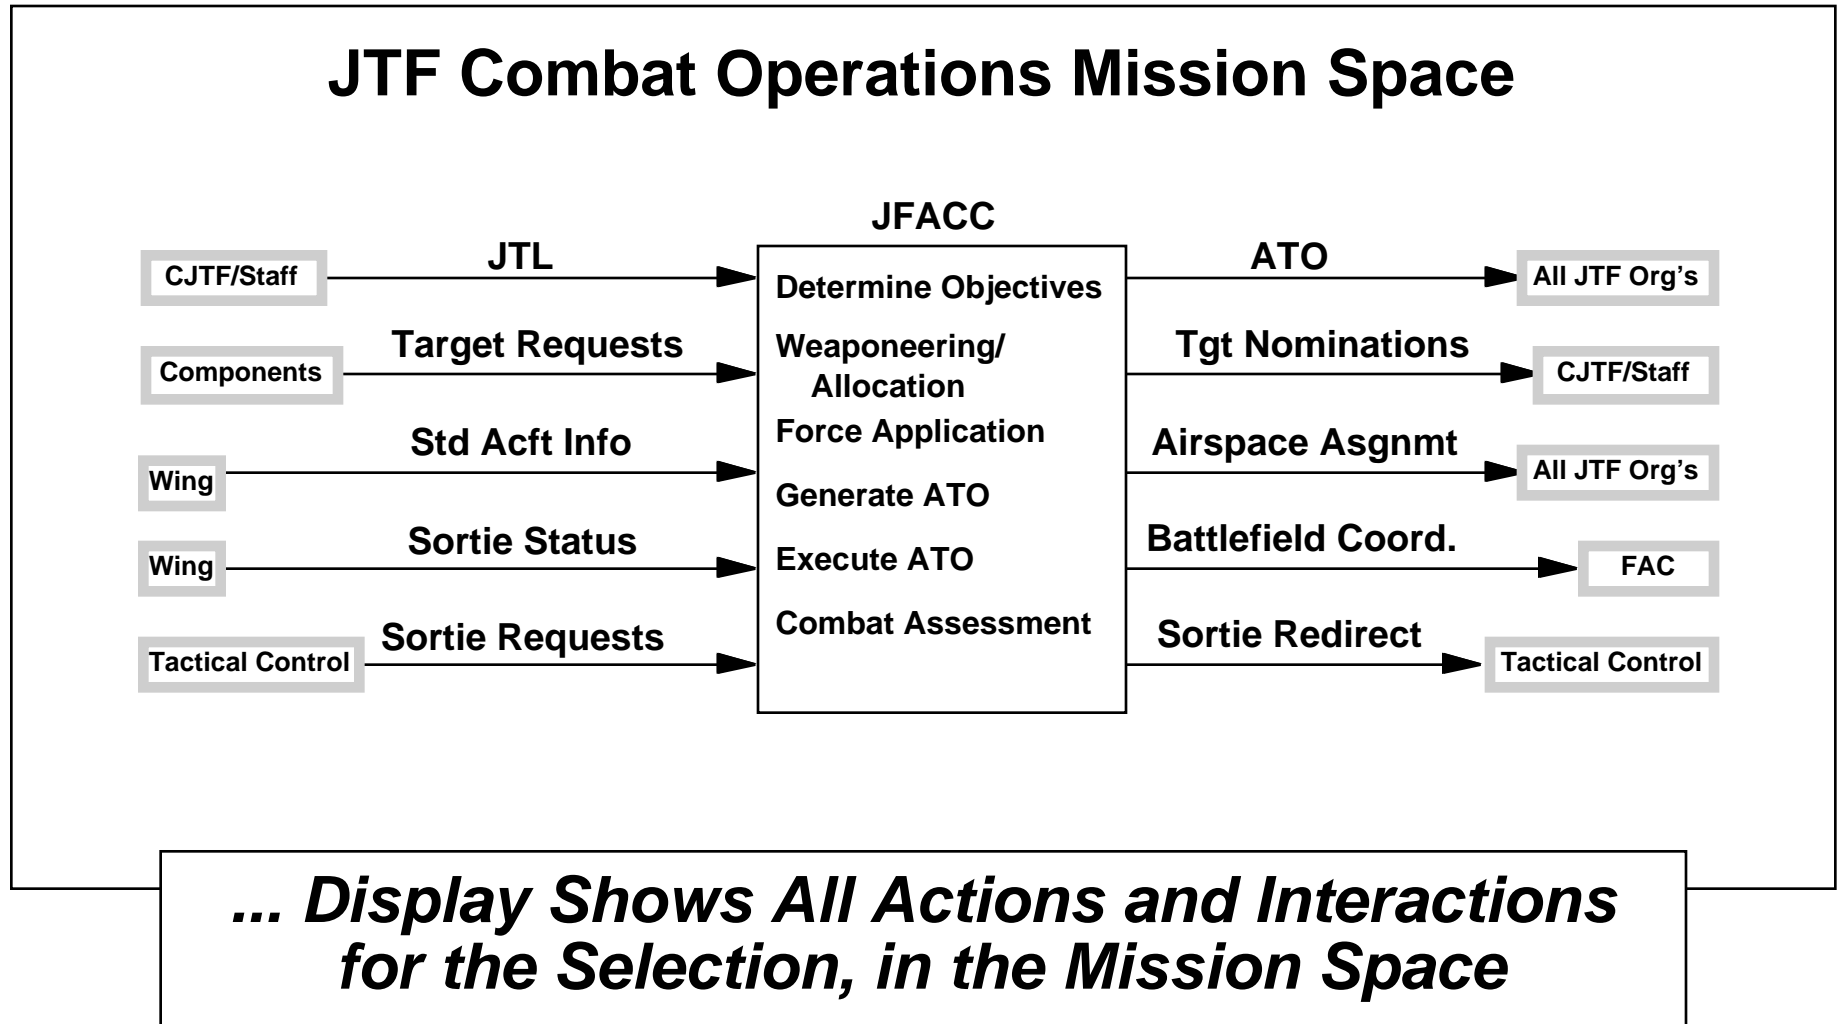 JTF Combat Operations Mission Space
JFACC
CJTF/Staff
JTL
Components
Target Requests
Wing
Std Acft Info
Wing
Sortie Status
Tactical Control
Sortie Requests
Determine Objectives
Weaponeering/
Allocation
Force Application
Generate ATO
Execute ATO
Combat Assessment
ATO
All JTF Org’s
Tgt Nominations
CJTF/Staff
Airspace Asgnmt
All JTF Org’s
Battlefield Coord.
FAC
Sortie Redirect
Tactical Control
... Display Shows All Actions and Interactions
for the Selection, in the Mission Space